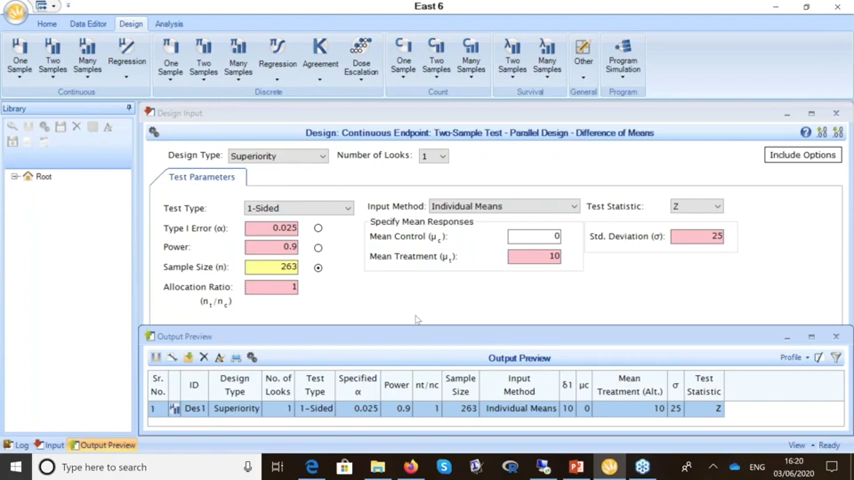 East 6
Home Data Editor Design Analysis
One Sample
Two Samples
Many Samples
Regression
One Sample
Two Samples
Many Samples
Regression
Agreement
Dose Escalation
One Sample
Two Samples
Many Samples
Two Samples
Many Samples
Other
Program Simulation
Continuous Discrete Count Survival General Program
Library
Root
Design Input
Design: Continuous Endpoint: Two-Sample Test - Parallel Design - Difference of Means
Design Type: Superiority Number of Looks: 1 Include Options
Test Parameters
Test Type: 1-Sided Input Method: Individual Means Test Statistic: Z
Specify Mean Responses
Type I Error (α): 0.025
Mean Control (μc): 0 Std. Deviation (σ): 25
Power: 0.9
Mean Treatment (μt): 10
Sample Size (n): 263
Allocation Ratio: 1
(nt/nc)
Output Preview
Output Preview Profile
Sr. No. ID Design Type No. of Looks Test Type Specified α Power nt/nc Sample Size Input Method δ1 μc Mean Treatment (Alt.) σ Test Statistic
1 Des1 Superiority 1 1-Sided 0.025 0.9 1 263 Individual Means 10 0 10 25 Z
Log Input Output Preview View Ready
Type here to search ENG 16:20
03/06/2020